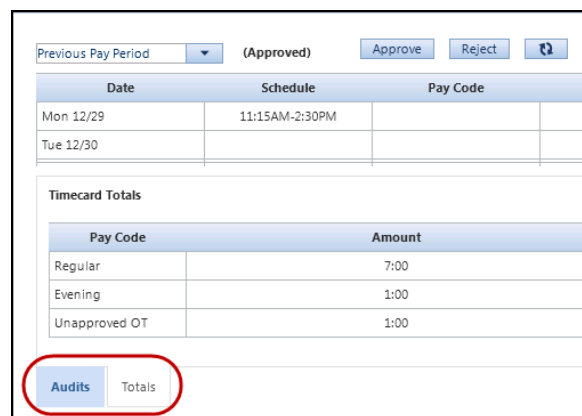 Previous Pay Period (Approved) Approve Reject
Date Schedule Pay Code
Mon 12/29 11:15AM-2:30PM
Tue 12/30
Timecard Totals
Pay Code Amount
Regular 7:00
Evening 1:00
Unapproved OT 1:00
Audits Totals